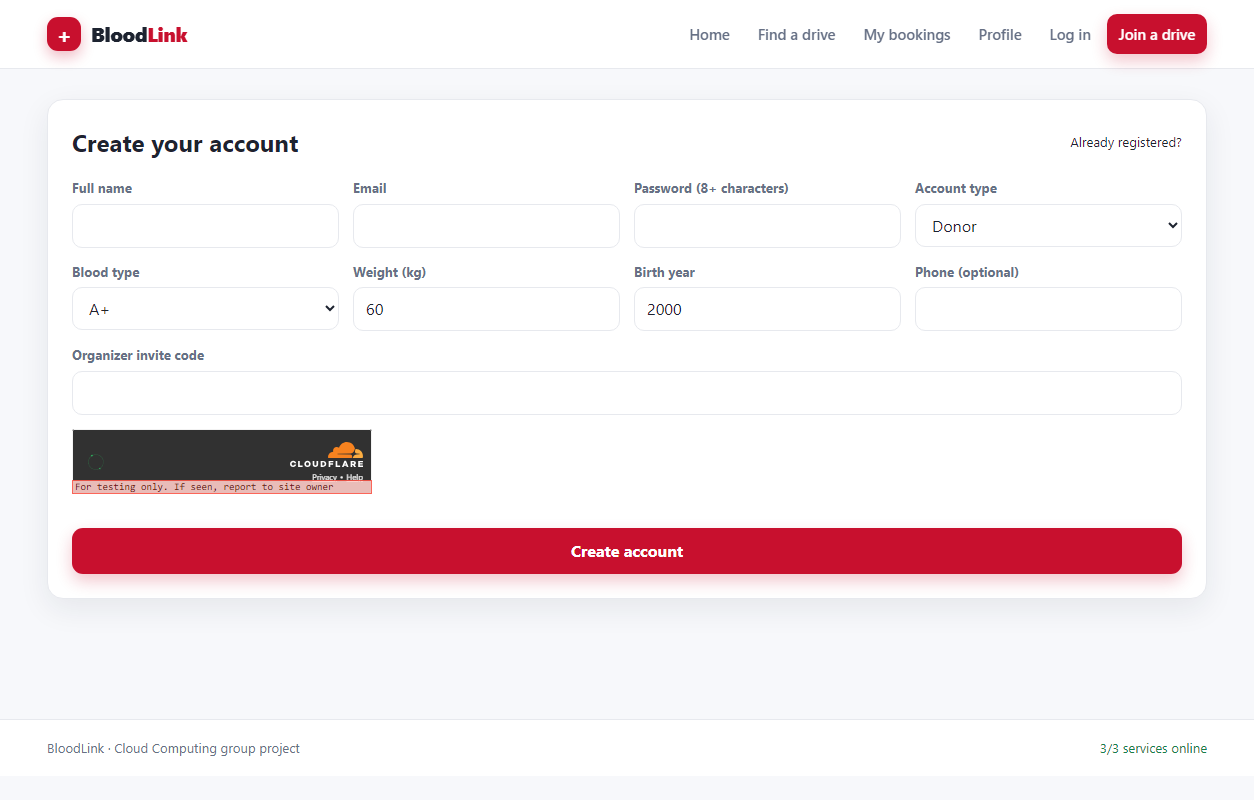 + BloodLink
Home Find a drive My bookings Profile Log in Join a drive
Create your account
Already registered?
Full name Email Password (8+ characters) Account type
Donor
Blood type Weight (kg) Birth year Phone (optional)
A+ 60 2000
Organizer invite code
CLOUDFLARE
Privacy • Help
For testing only. If seen, report to site owner
Create account
BloodLink · Cloud Computing group project
3/3 services online